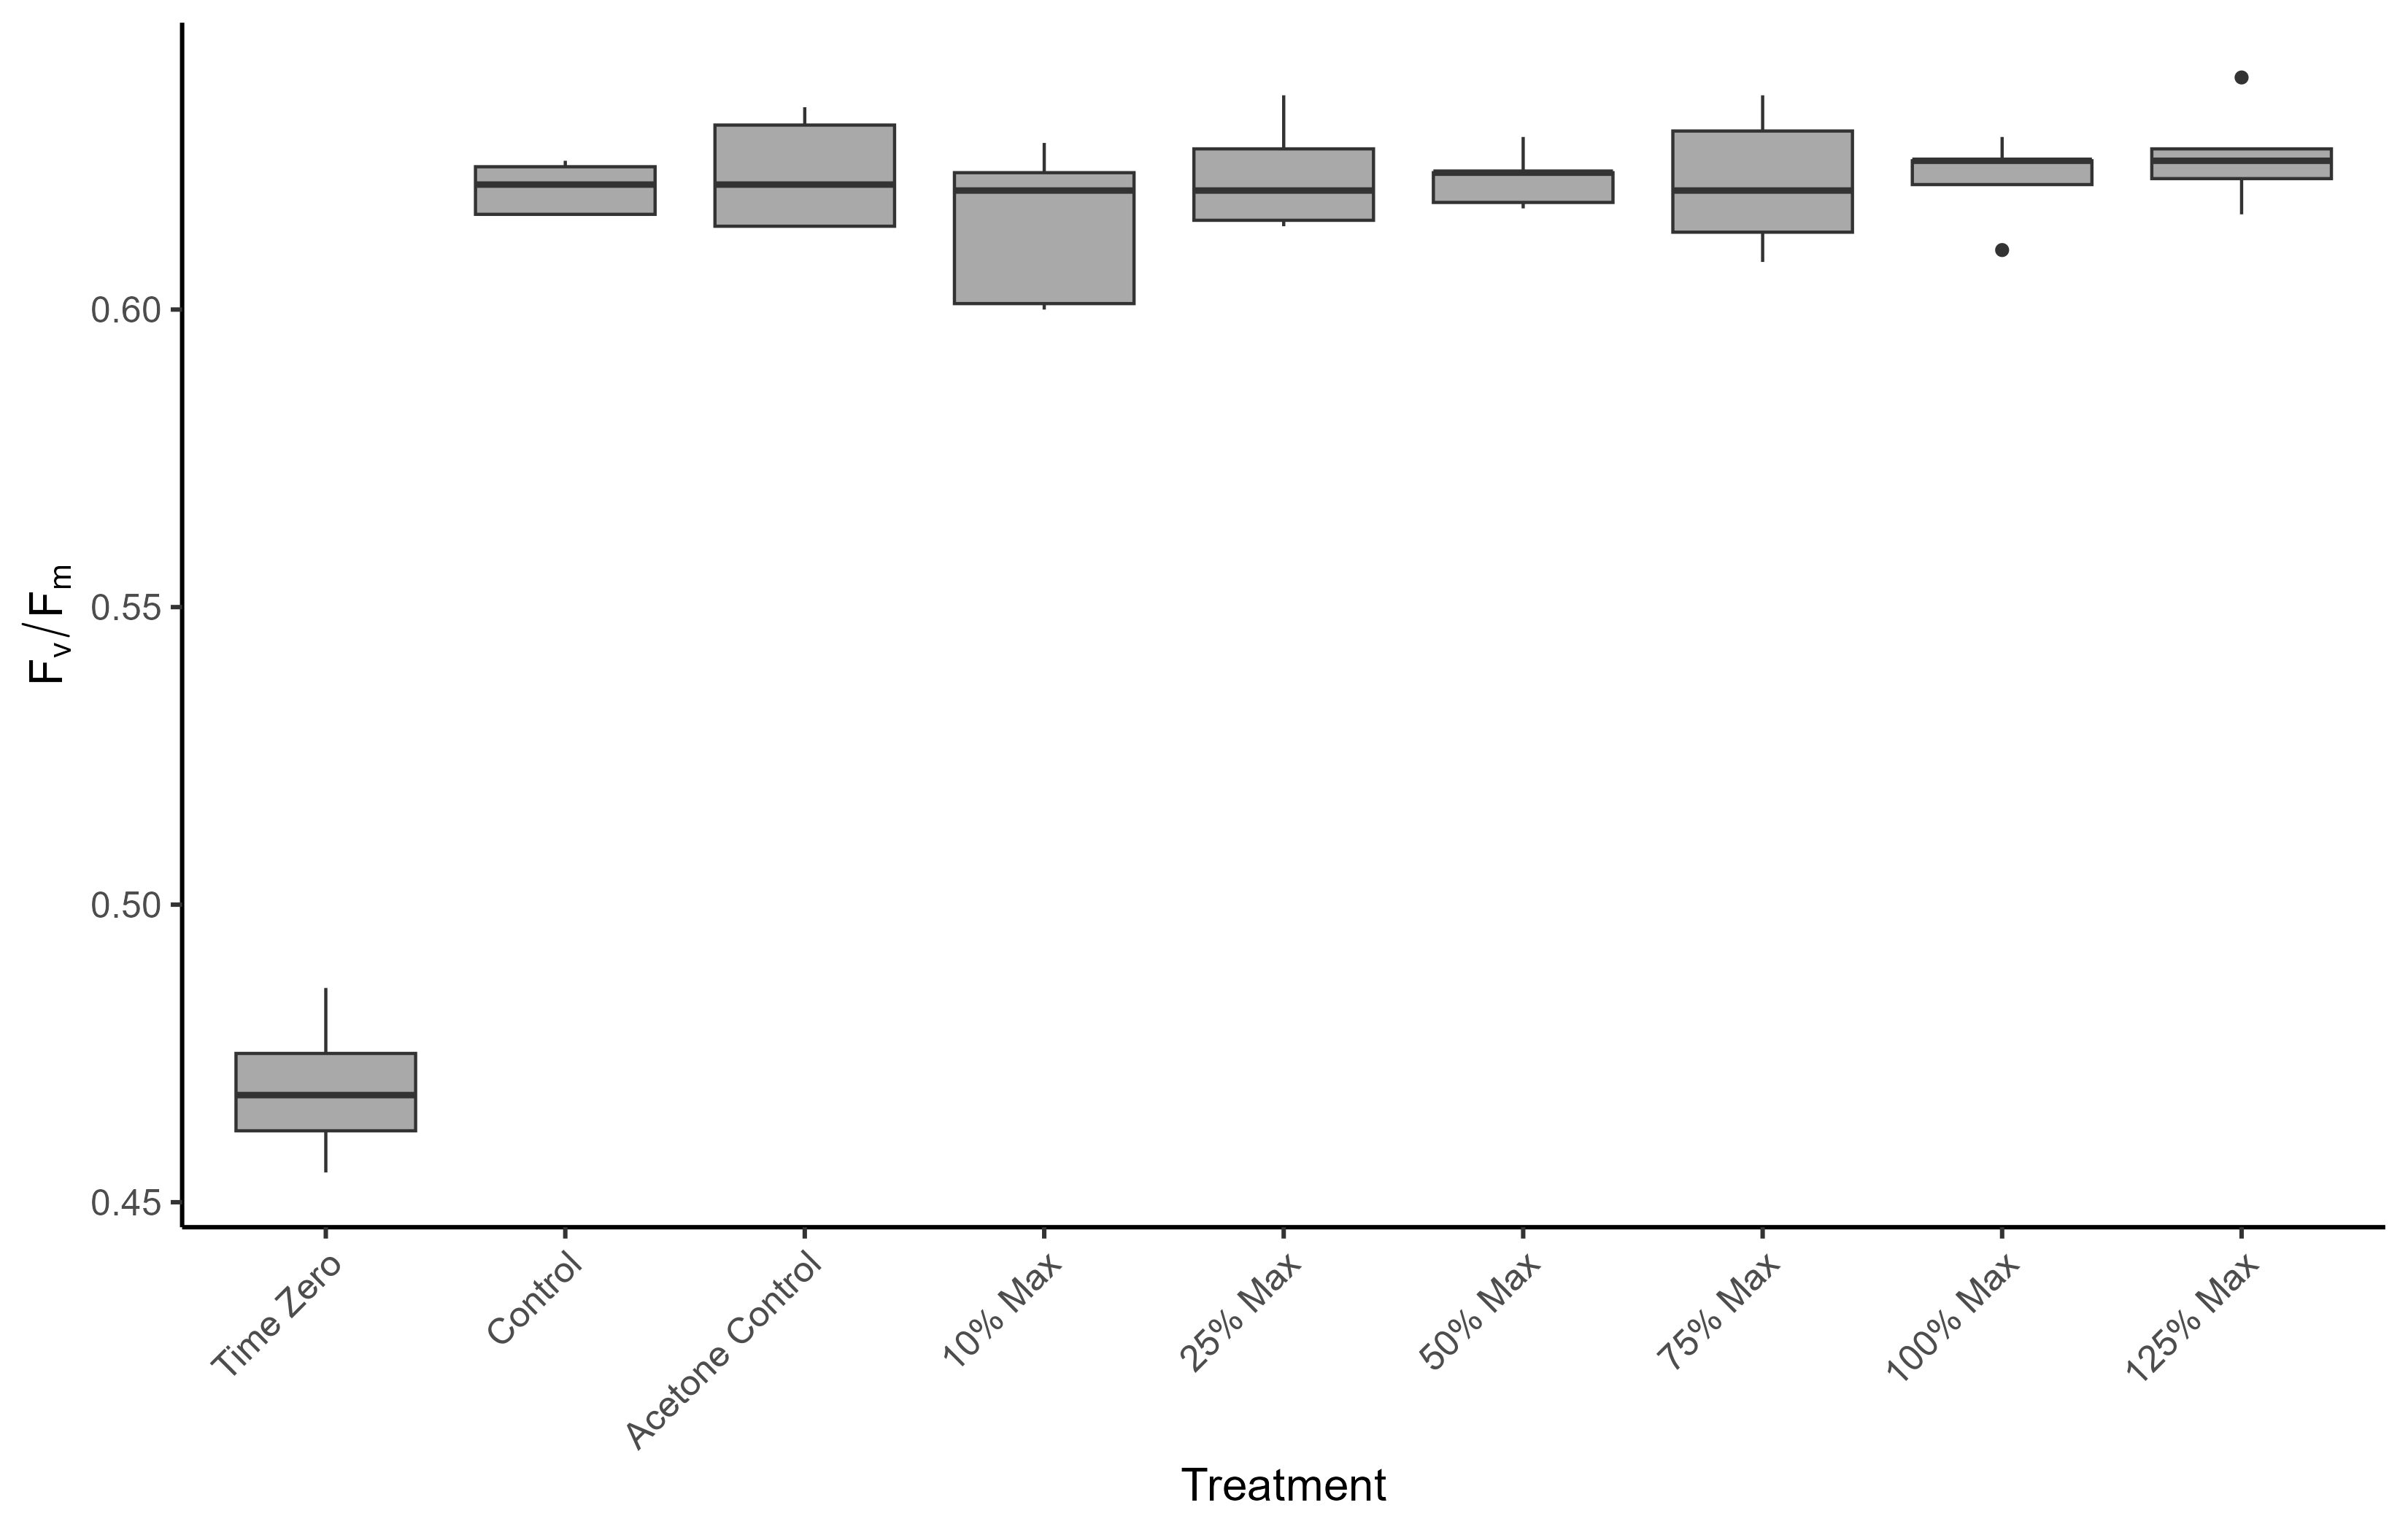 Fv/Fm
0.60
0.55
0.50
0.45
Time Zero
Control
Acetone Control
10% Max
25% Max
50% Max
75% Max
100% Max
125% Max
Treatment